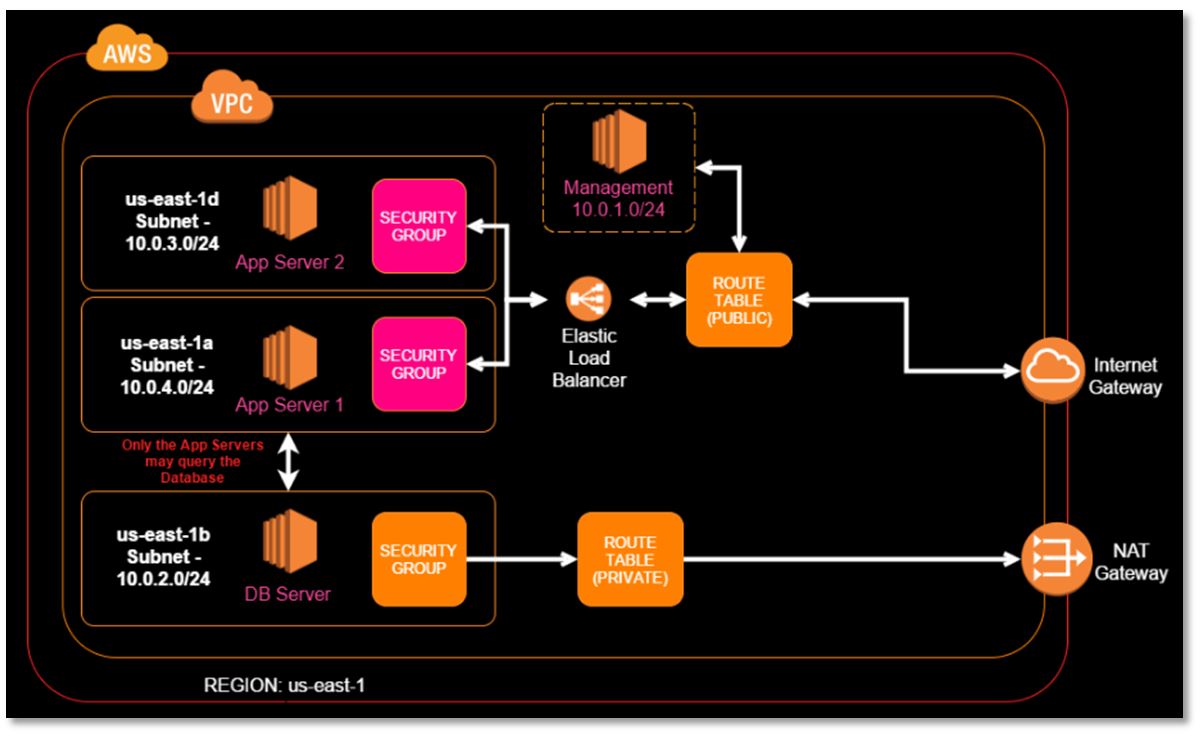 AWS
VPC
us-east-1d
Subnet -
10.0.3.0/24
App Server 2
SECURITY
GROUP
Management
10.0.1.0/24
us-east-1a
Subnet -
10.0.4.0/24
App Server 1
SECURITY
GROUP
Elastic
Load
Balancer
ROUTE
TABLE
(PUBLIC)
Internet
Gateway
Only the App Servers
may query the
Database
us-east-1b
Subnet -
10.0.2.0/24
DB Server
SECURITY
GROUP
ROUTE
TABLE
(PRIVATE)
NAT
Gateway
REGION: us-east-1